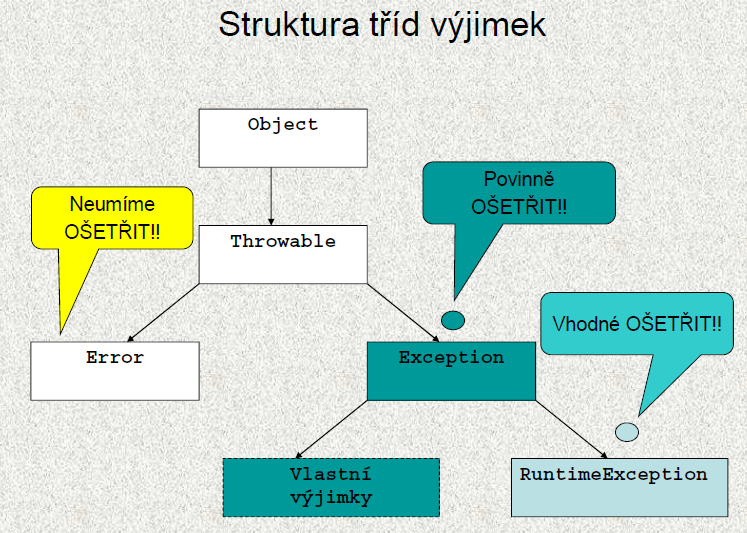 Struktura tříd výjimek
Object
Povinně
OŠETŘIT!!
Neumíme
OŠETŘIT!!
Throwable
Vhodné OŠETŘIT!!
Error
Exception
Vlastní
výjimky
RuntimeException